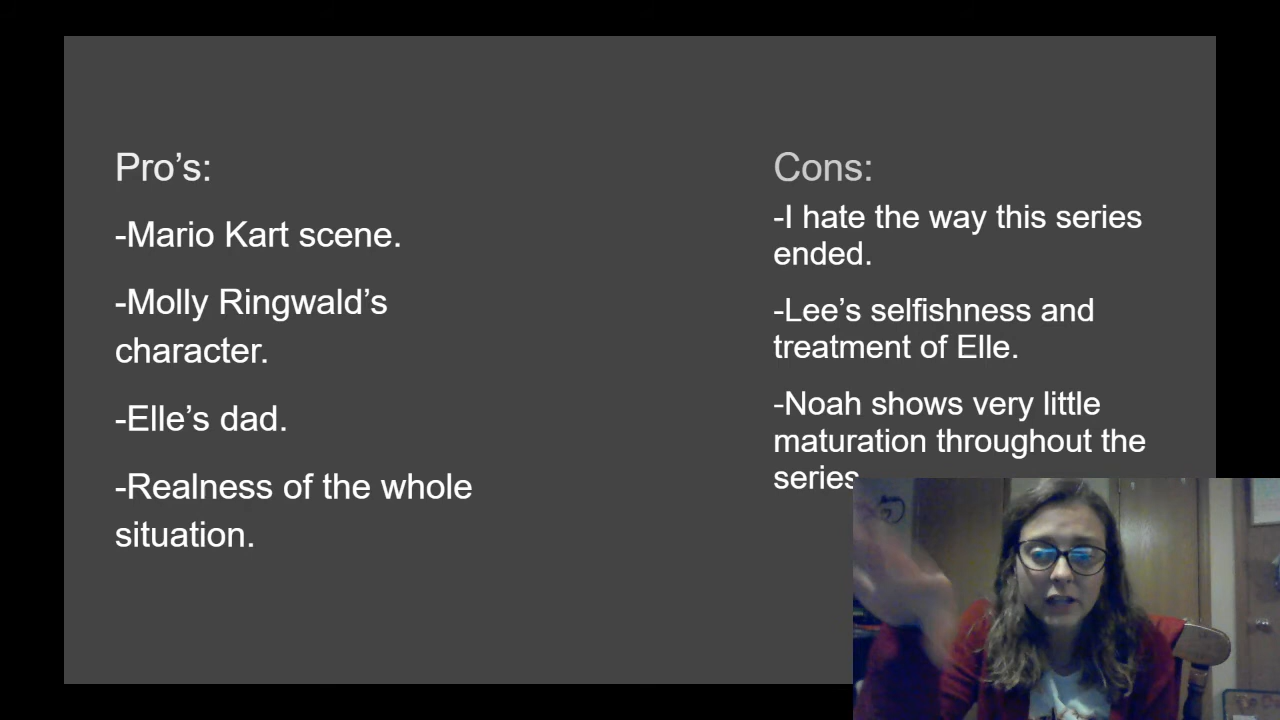 Pro’s:
-Mario Kart scene.
-Molly Ringwald’s
character.
-Elle’s dad.
-Realness of the whole
situation.
Cons:
-I hate the way this series
ended.
-Lee’s selfishness and
treatment of Elle.
-Noah shows very little
maturation throughout the
series